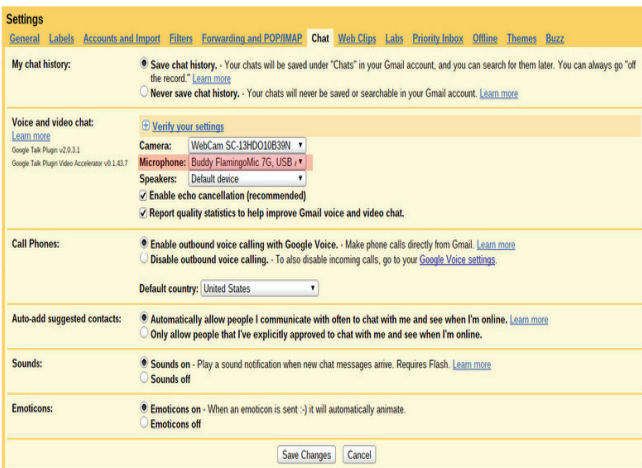 Settings
General Labels Accounts and Import Filters Forwarding and POP/IMAP Chat Web Clips Labs Priority Inbox Offline Themes Buzz
My chat history:
Save chat history. - Your chats will be saved under "Chats" in your Gmail account, and you can search for them later. You can always go "off
the record." Learn more
Never save chat history. - Your chats will never be saved or searchable in your Gmail account. Learn more
Voice and video chat:
Learn more
Google Talk Plugin v2.0.3.1
Google Talk Plugin Video Accelerator v0.1.43.7
Verify your settings
Camera: WebCam SC-13HDO10B39N
Microphone: Buddy FlamingoMic 7G, USB
Speakers: Default device
Enable echo cancellation (recommended)
Report quality statistics to help improve Gmail voice and video chat.
Call Phones:
Enable outbound voice calling with Google Voice. - Make phone calls directly from Gmail. Learn more
Disable outbound voice calling. - To also disable incoming calls, go to your Google Voice settings.
Default country: United States
Auto-add suggested contacts:
Automatically allow people I communicate with often to chat with me and see when I'm online. Learn more
Only allow people that I've explicitly approved to chat with me and see when I'm online.
Sounds:
Sounds on - Play a sound notification when new chat messages arrive. Requires Flash. Learn more
Sounds off
Emoticons:
Emoticons on - When an emoticon is sent :-) it will automatically animate.
Emoticons off
Save Changes Cancel